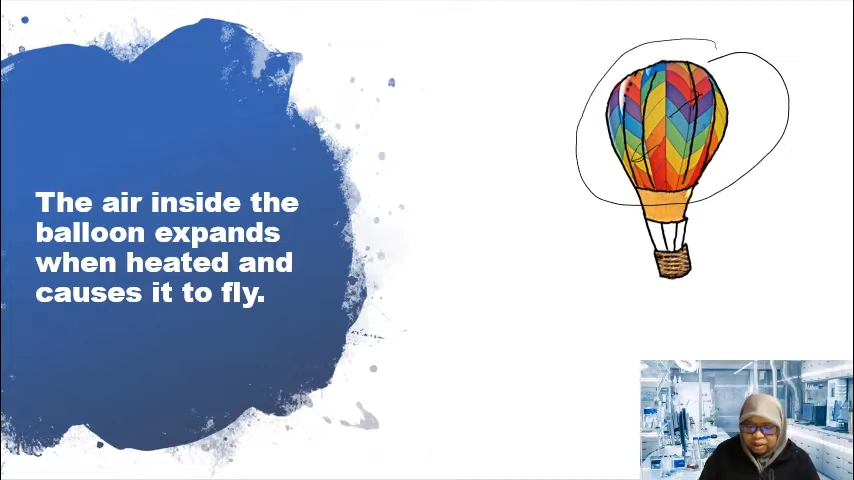 The air inside the
balloon expands
when heated and
causes it to fly.